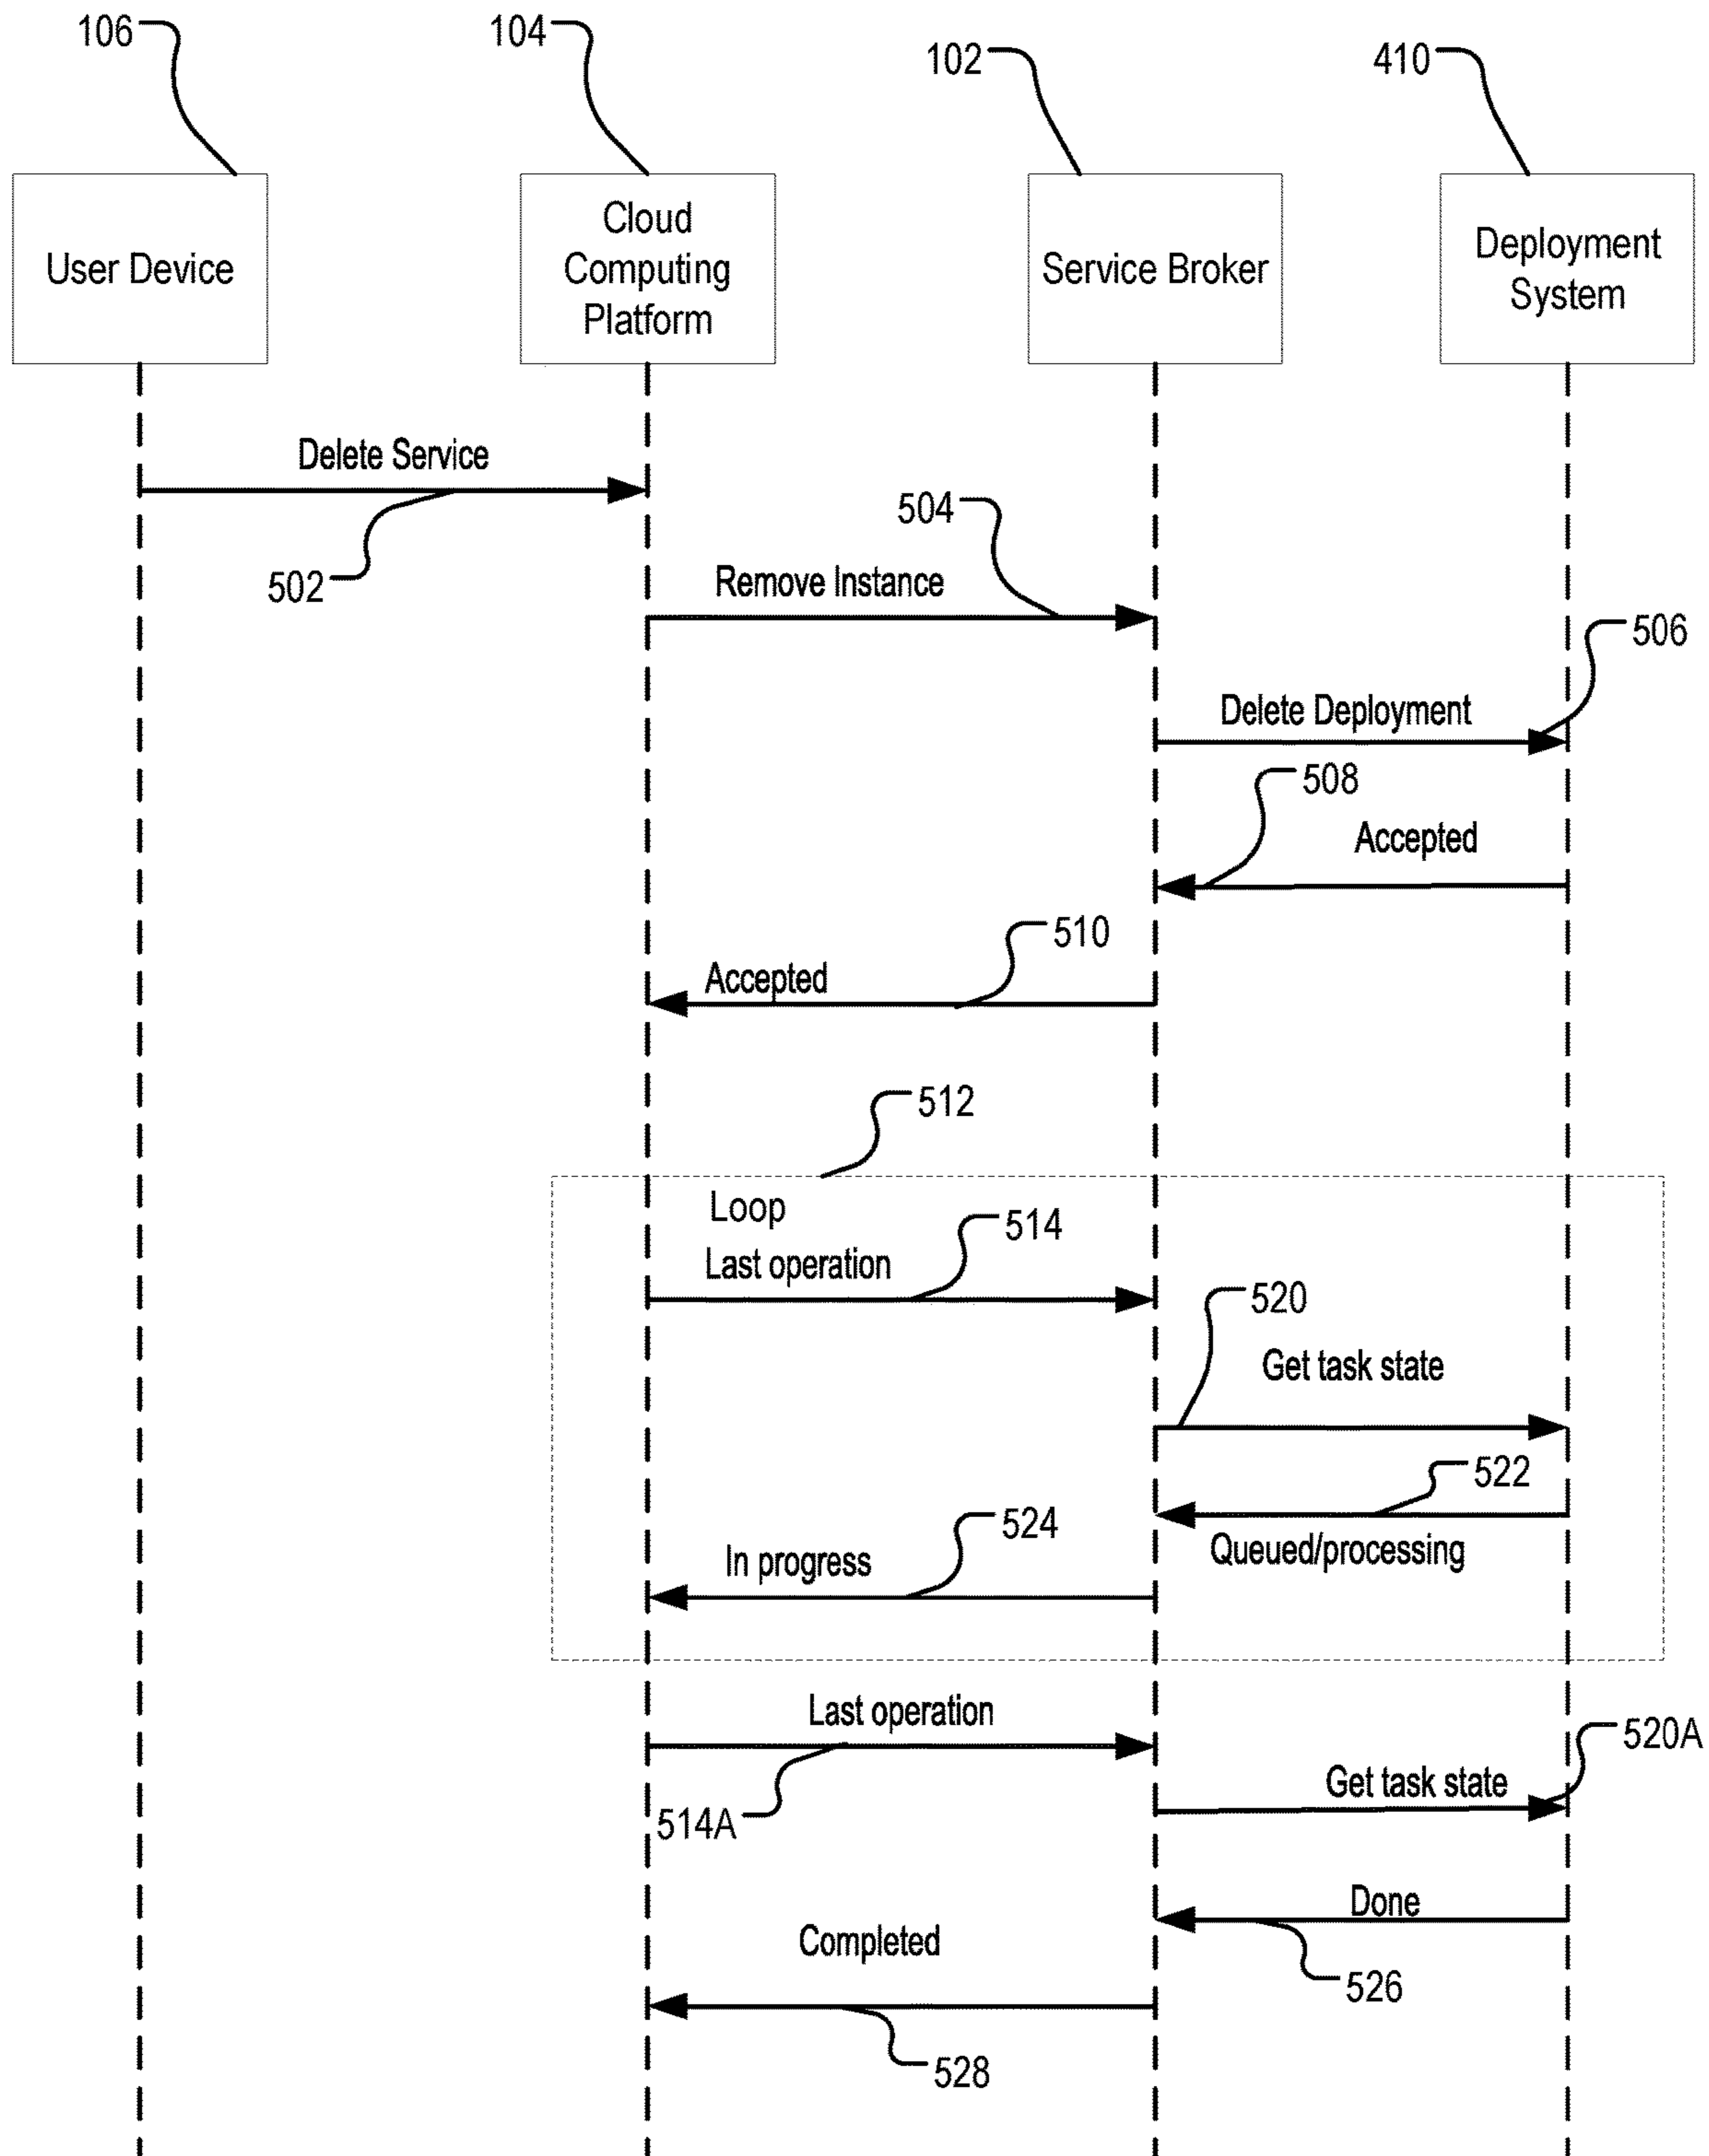 106
104
102
410
User Device
Cloud
Computing
Platform
Service Broker
Deployment
System
Delete Service
502
504
Remove Instance
506
Delete Deployment
508
Accepted
510
Accepted
512
Loop
514
Last operation
520
Get task state
522
Queued/processing
524
In progress
Last operation
514A
520A
Get task state
Done
526
Completed
528